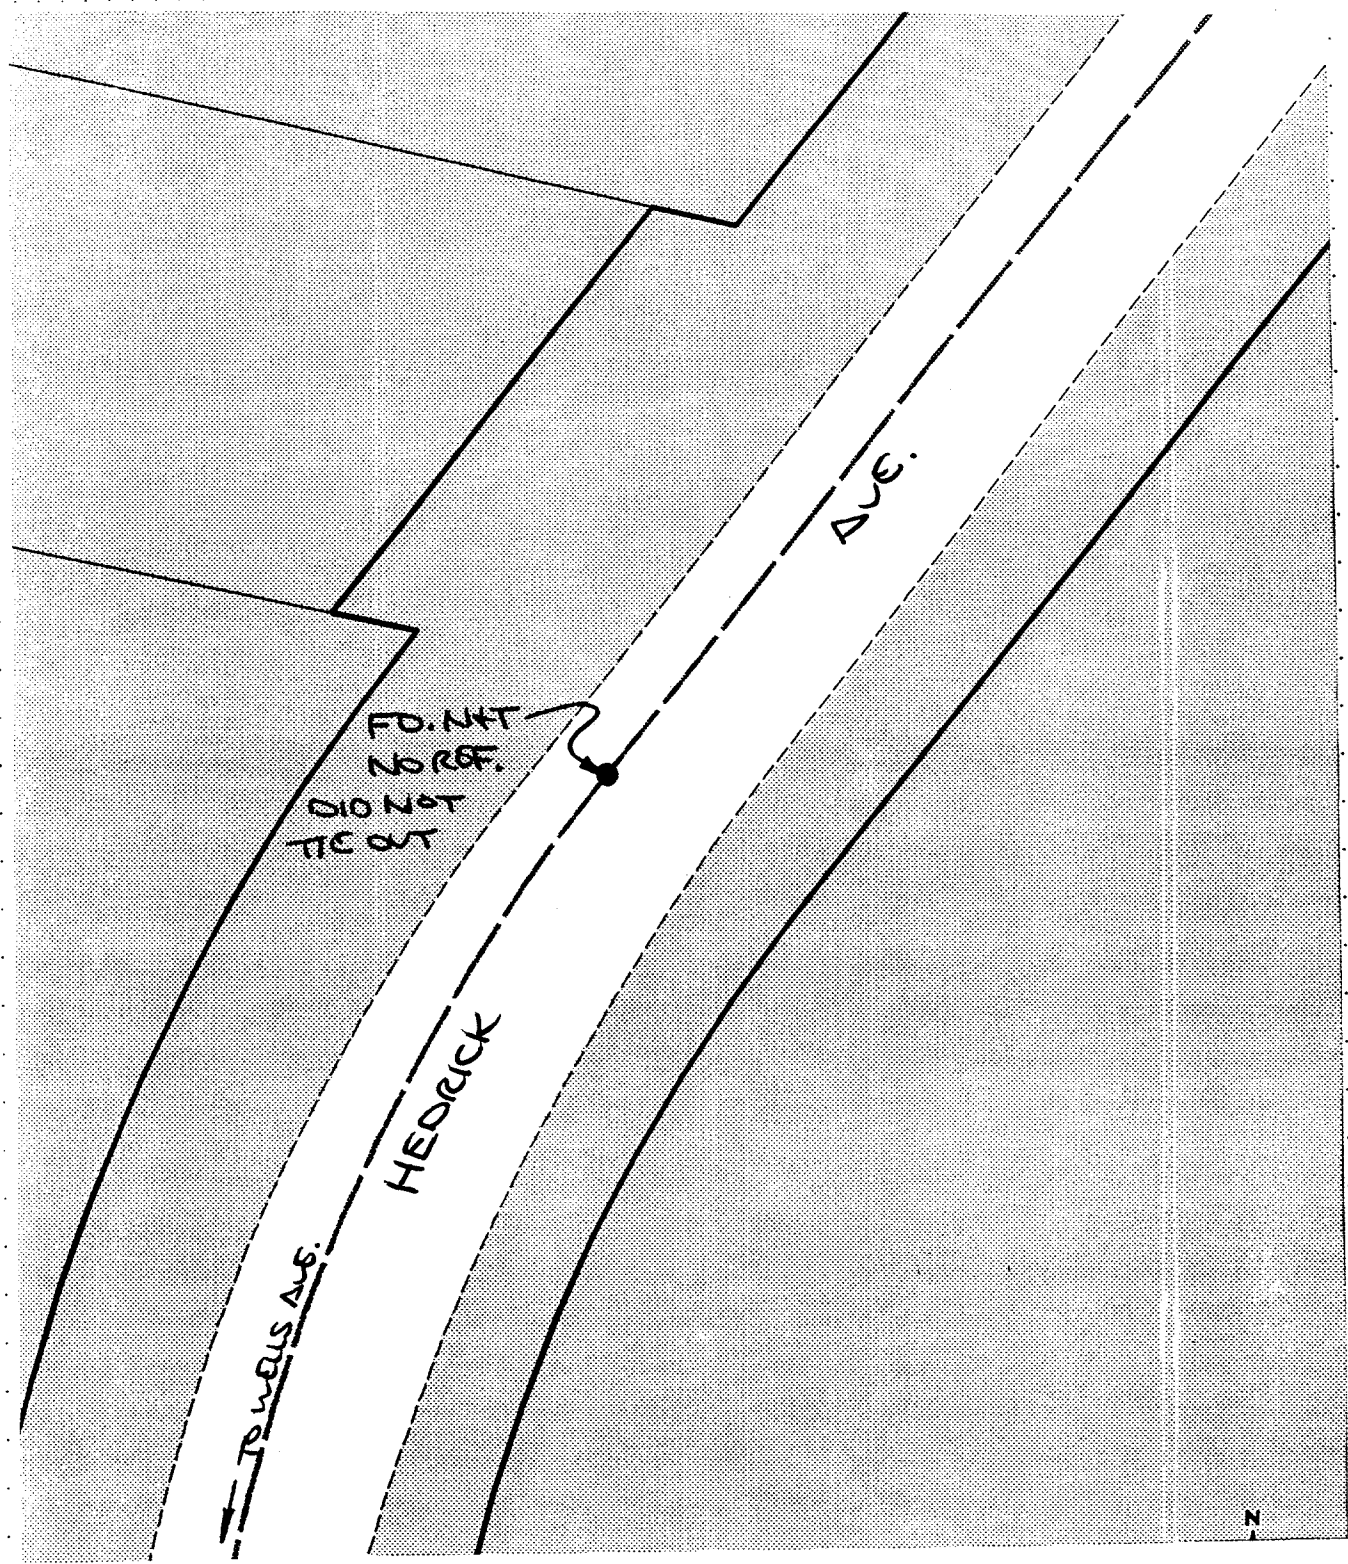 AVE.
FD. N&T
NO REF.
DID NOT
TIE OUT
HEDRICK
TO WELLS AVE.
N